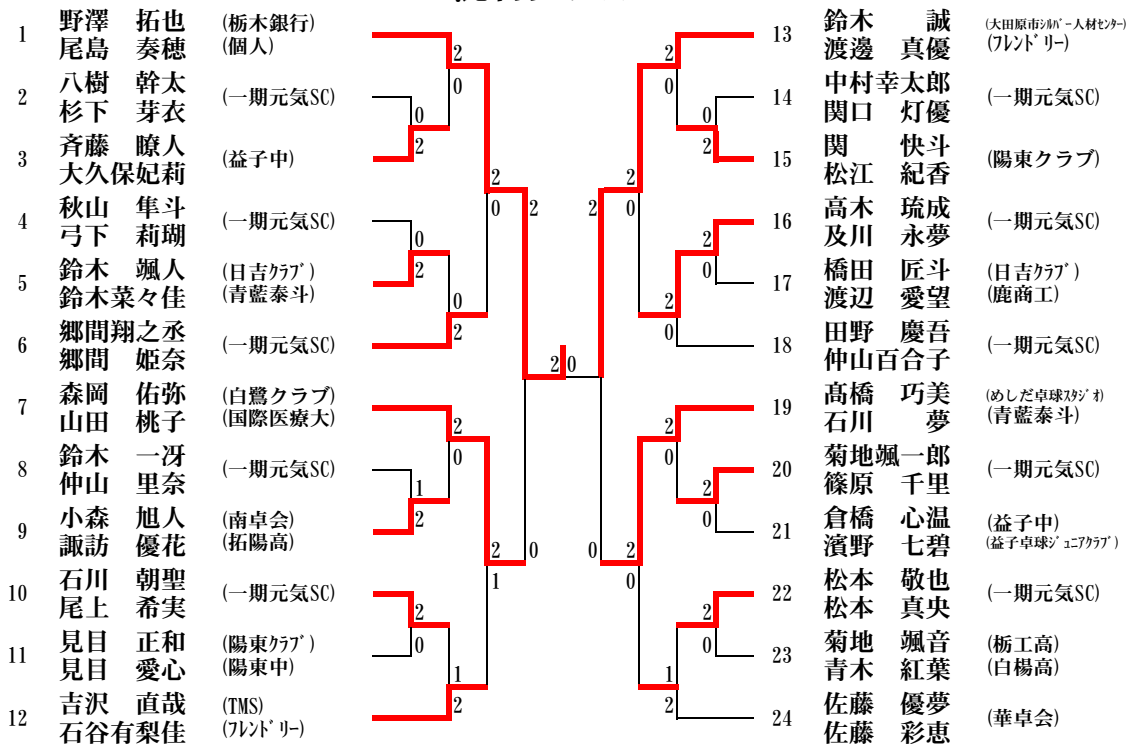 1 野澤　拓也 (栃木銀行)
尾島　奏穂 (個人)
2 八樹　幹太 (一期元気SC)
杉下　芽衣
3 斉藤　瞭人 (益子中)
大久保妃莉
4 秋山　隼斗 (一期元気SC)
弓下　莉瑚
5 鈴木　颯人 (日吉ｸﾗﾌﾞ)
鈴木菜々佳 (青藍泰斗)
6 郷間翔之丞 (一期元気SC)
郷間　姫奈
7 森岡　佑弥 (白鷺クラブ)
山田　桃子 (国際医療大)
8 鈴木　一冴 (一期元気SC)
仲山　里奈
9 小森　旭人 (南卓会)
諏訪　優花 (拓陽高)
10 石川　朝聖 (一期元気SC)
尾上　希実
11 見目　正和 (陽東ｸﾗﾌﾞ)
見目　愛心 (陽東中)
12 吉沢　直哉 (TMS)
石谷有梨佳 (ﾌﾚﾝﾄﾞﾘｰ)
2
0
0
2
2
0
0
2
0
2
2
0
1
2
2
1
2
0
1
2
2
0
2 0
13 鈴木　誠 (大田原市ｼﾙﾊﾞｰ人材ｾﾝﾀｰ)
渡邊　真優 (ﾌﾚﾝﾄﾞﾘｰ)
14 中村幸太郎 (一期元気SC)
関口　灯優
15 関　快斗 (陽東クラブ)
松江　紀香
16 高木　琉成 (一期元気SC)
及川　永夢
17 橋田　匠斗 (日吉ｸﾗﾌﾞ)
渡辺　愛望 (鹿商工)
18 田野　慶吾 (一期元気SC)
仲山百合子
19 髙橋　巧美 (めしだ卓球ｽﾀｼﾞｵ)
石川　夢 (青藍泰斗)
20 菊地颯一郎 (一期元気SC)
篠原　千里
21 倉橋　心温 (益子中)
濱野　七碧 (益子卓球ｼﾞｭﾆｱｸﾗﾌﾞ)
22 松本　敬也 (一期元気SC)
松本　真央
23 菊地　颯音 (栃工高)
青木　紅葉 (白楊高)
24 佐藤　優夢 (華卓会)
佐藤　彩恵
2
0
0
2
2
0
2
0
2
0
2
0
2
0
2
0
2
0
2
0
1
2